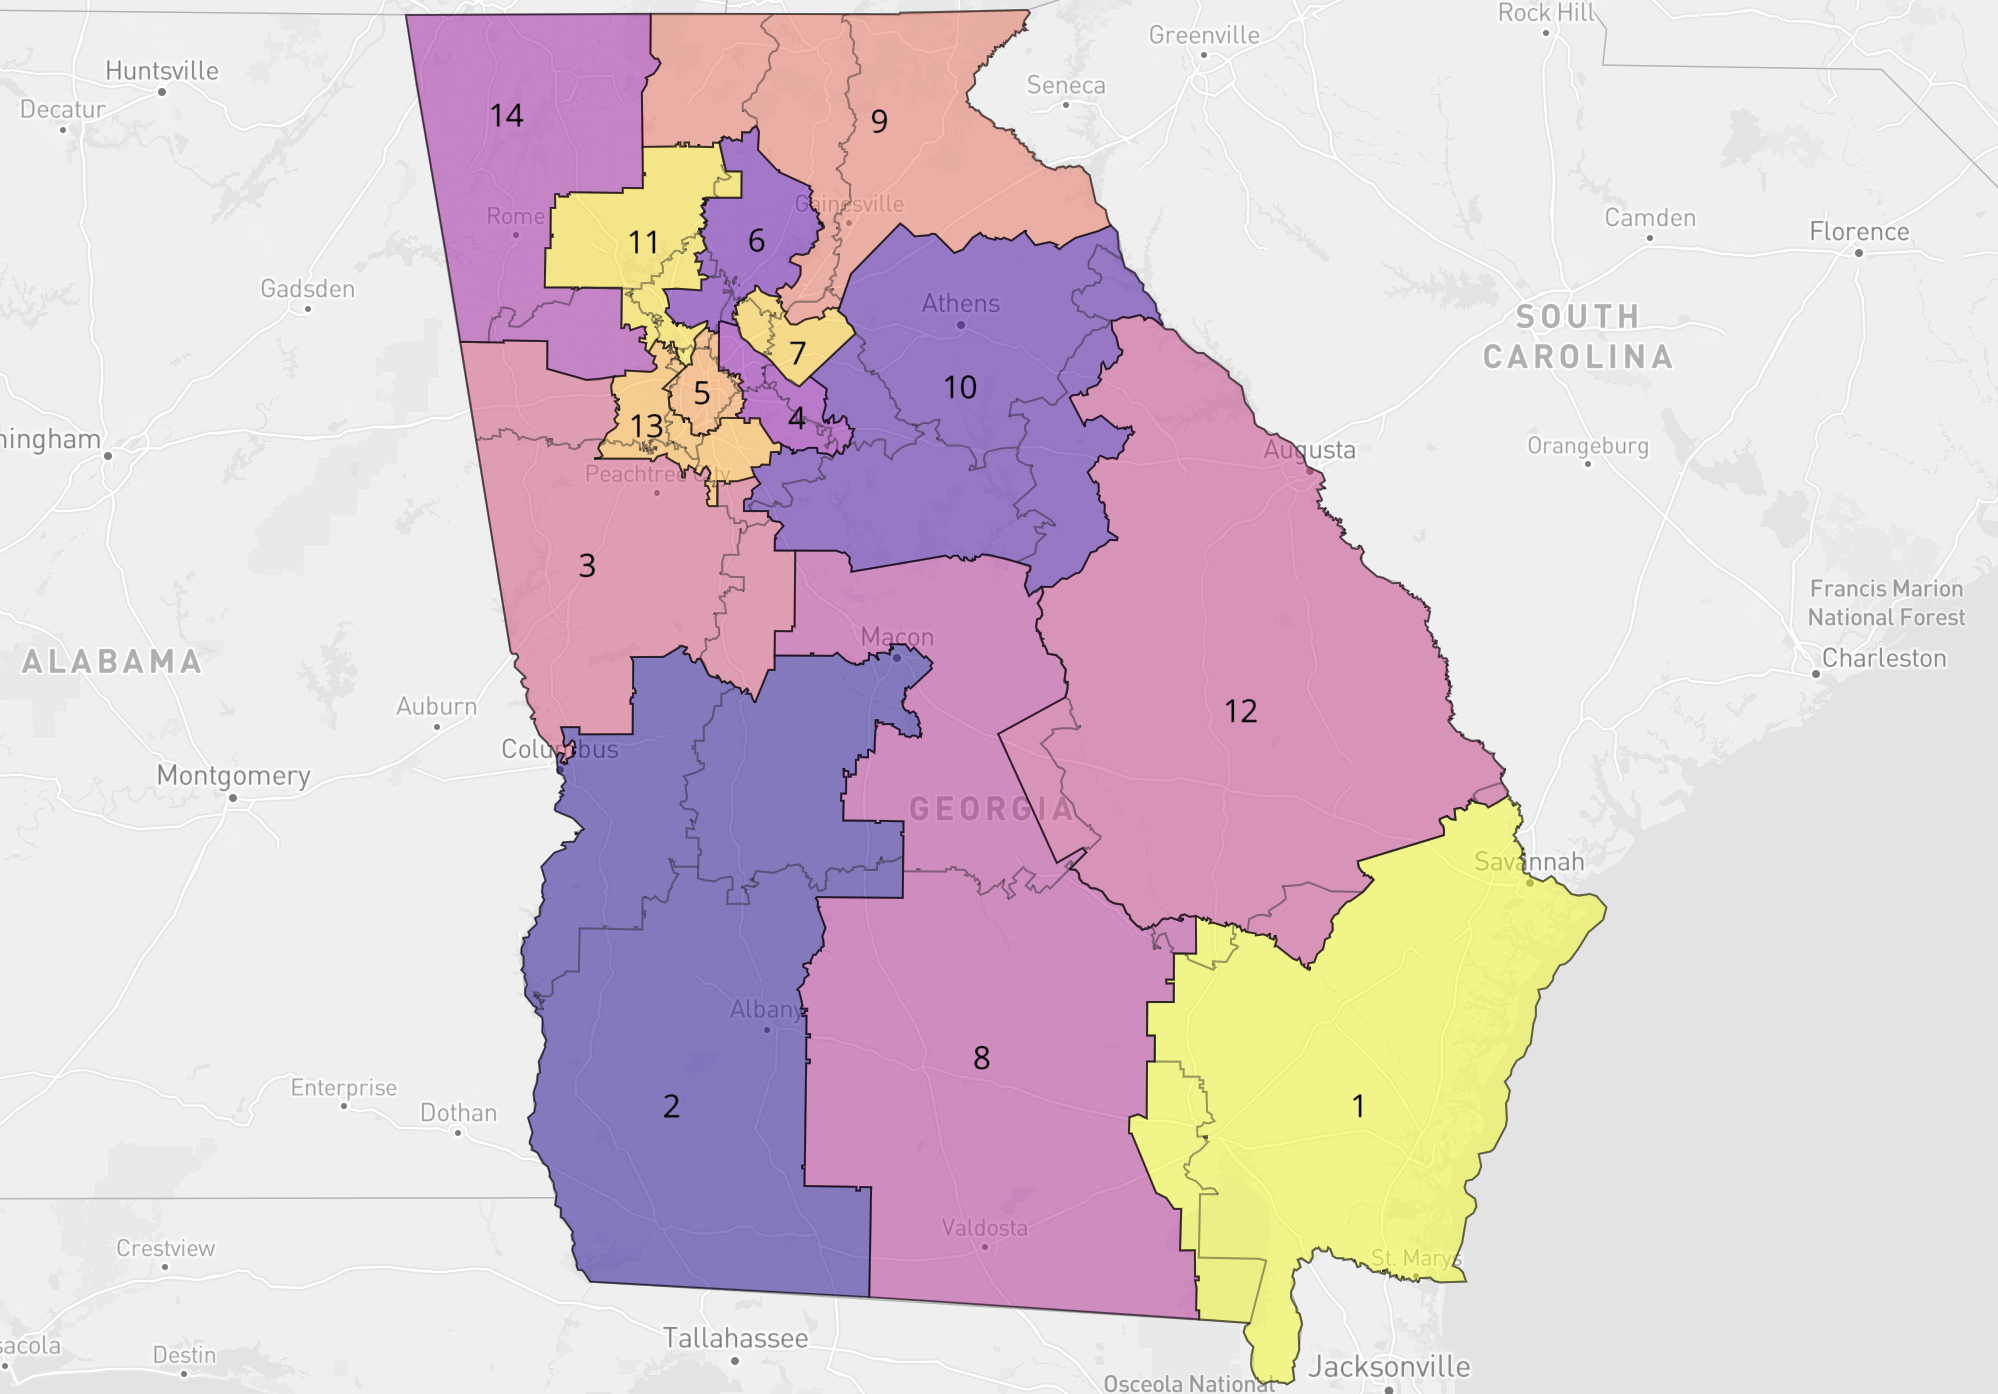 Rock Hill
Greenville
Huntsville
Seneca
Decatur
14
9
Rome
Gainesville
Camden
Florence
11
6
Gadsden
Athens
SOUTH
CAROLINA
7
10
5
4
13
ningham
Augusta
Orangeburg
Peachtree City
3
Francis Marion
National Forest
Macon
ALABAMA
Charleston
Auburn
12
Columbus
Montgomery
GEORGIA
Savannah
Albany
8
Enterprise
2
1
Dothan
Valdosta
Crestview
St. Marys
Tallahassee
sacola
Destin
Jacksonville
Osceola National